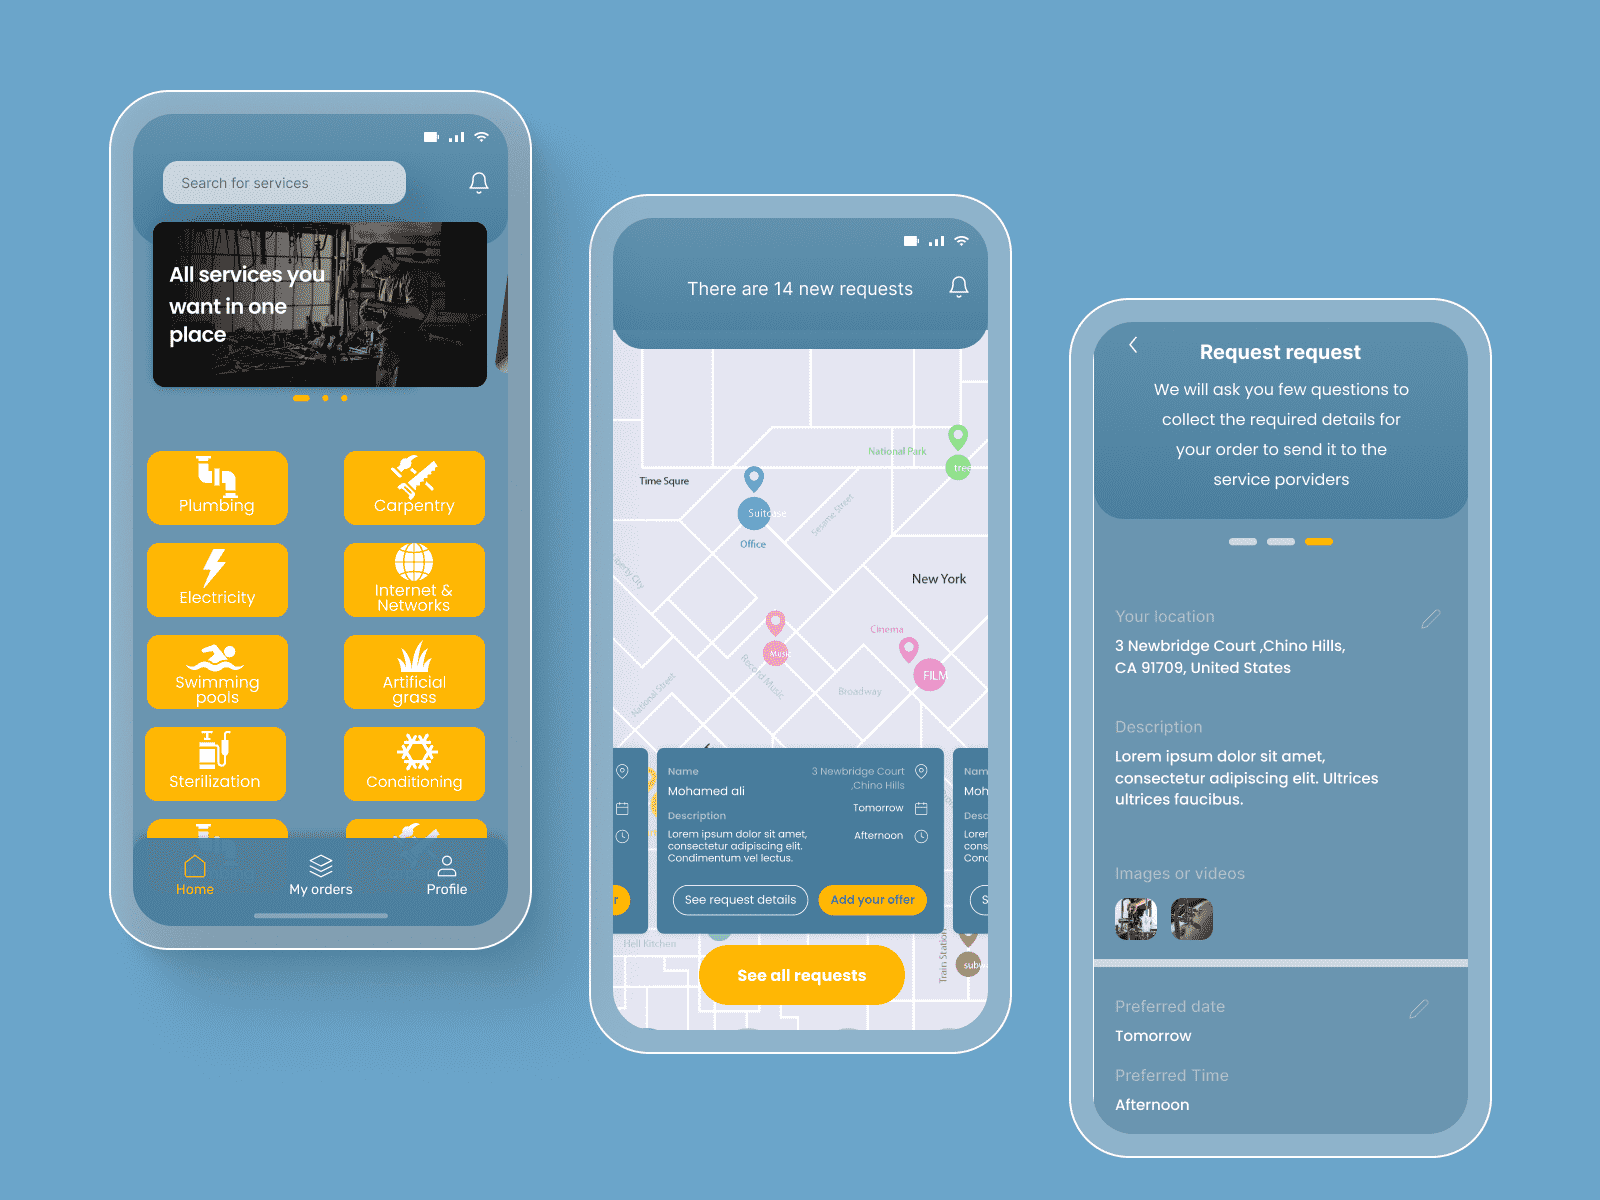 Search for services
All services you
want in one
place
Plumbing
Carpentry
Electricity
Internet &
Networks
Swimming
pools
Artificial
grass
Sterilization
Conditioning
Home
My orders
Profile
There are 14 new requests
National Park
tree
Time Squre
Suitcase
Sesame Street
Office
Liberty City
New York
Cinema
Music
FILM
Record Music
National Street
Broadway
Name
3 Newbridge Court
,Chino Hills
Mohamed ali
Tomorrow
Description
Afternoon
Lorem ipsum dolor sit amet,
consectetur adipiscing elit.
Condimentum vel lectus.
See request details
Add your offer
Hell Kitchen
Train Station
See all requests
Request request
We will ask you few questions to
collect the required details for
your order to send it to the
service porviders
Your location
3 Newbridge Court ,Chino Hills,
CA 91709, United States
Description
Lorem ipsum dolor sit amet,
consectetur adipiscing elit. Ultrices
ultrices faucibus.
Images or videos
Preferred date
Tomorrow
Preferred Time
Afternoon